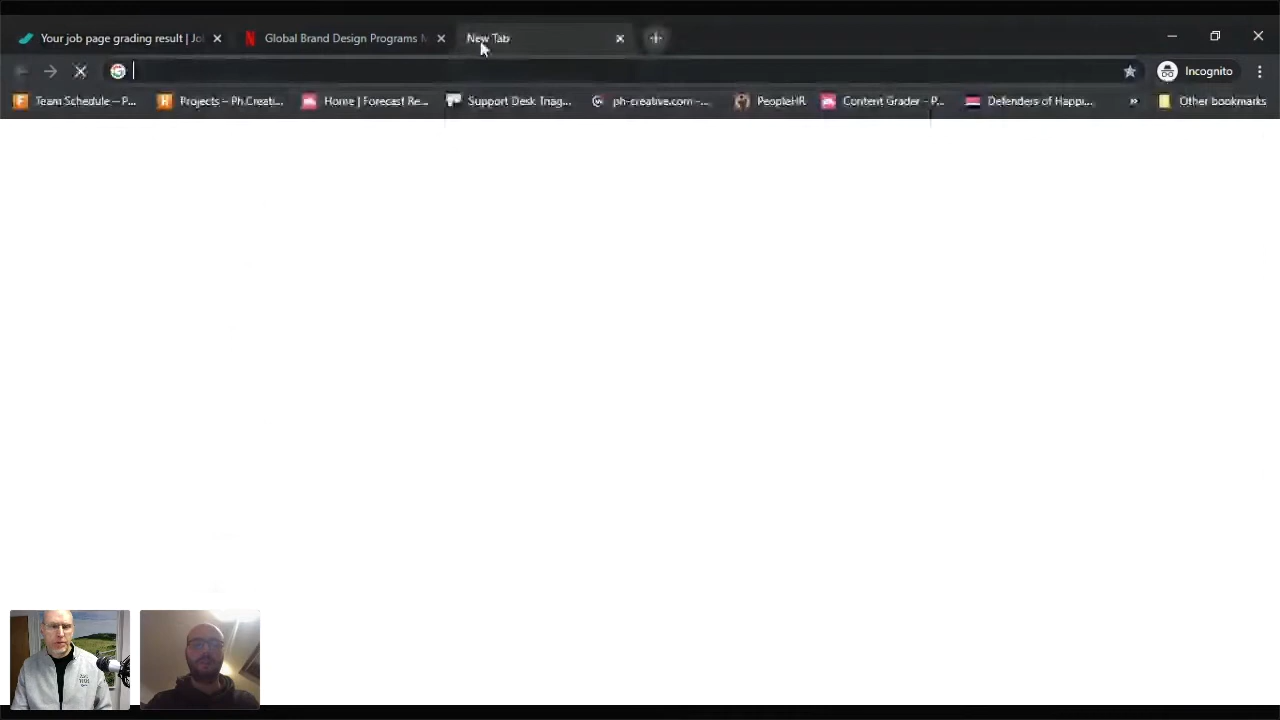 Your job page grading result | Jo
Global Brand Design Programs M
New Tab
Incognito
Team Schedule – P...
Projects – Ph.Creati...
Home | Forecast Re...
Support Desk Triag...
ph-creative.com –...
PeopleHR
Content Grader – P...
Defenders of Happi...
»
Other bookmarks